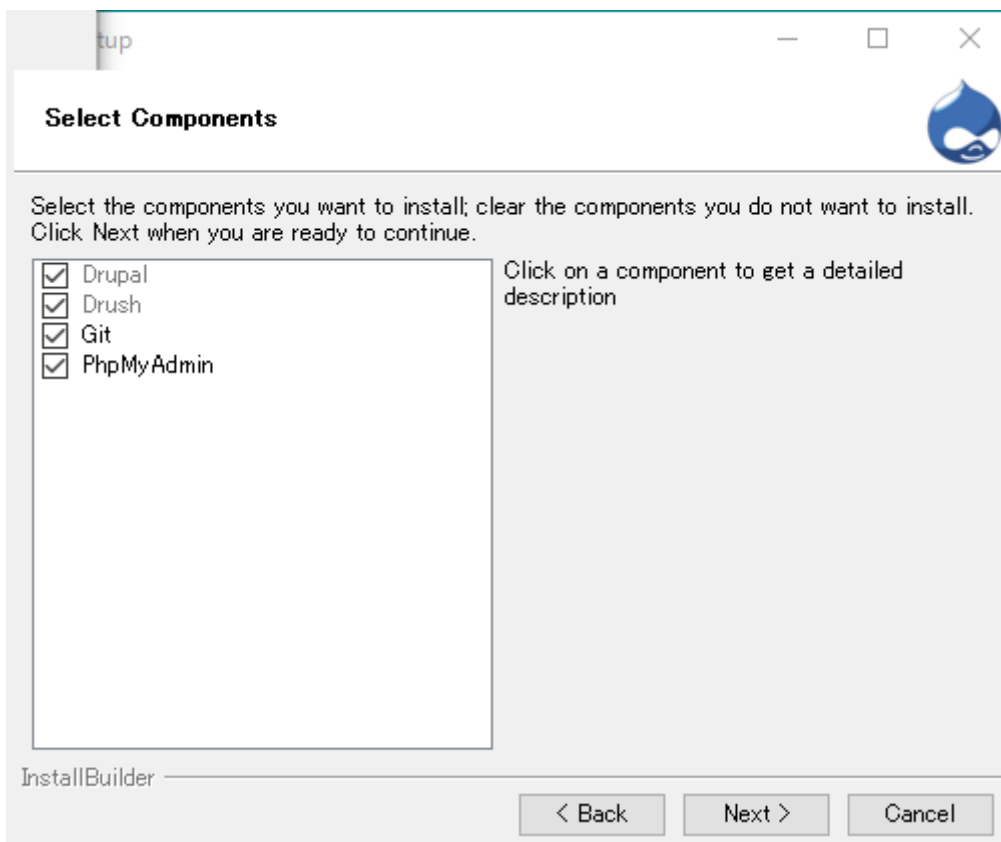 tup
Select Components
Select the components you want to install; clear the components you do not want to install.
Click Next when you are ready to continue.
Drupal
Drush
Git
PhpMyAdmin
Click on a component to get a detailed
description
InstallBuilder
< Back
Next >
Cancel